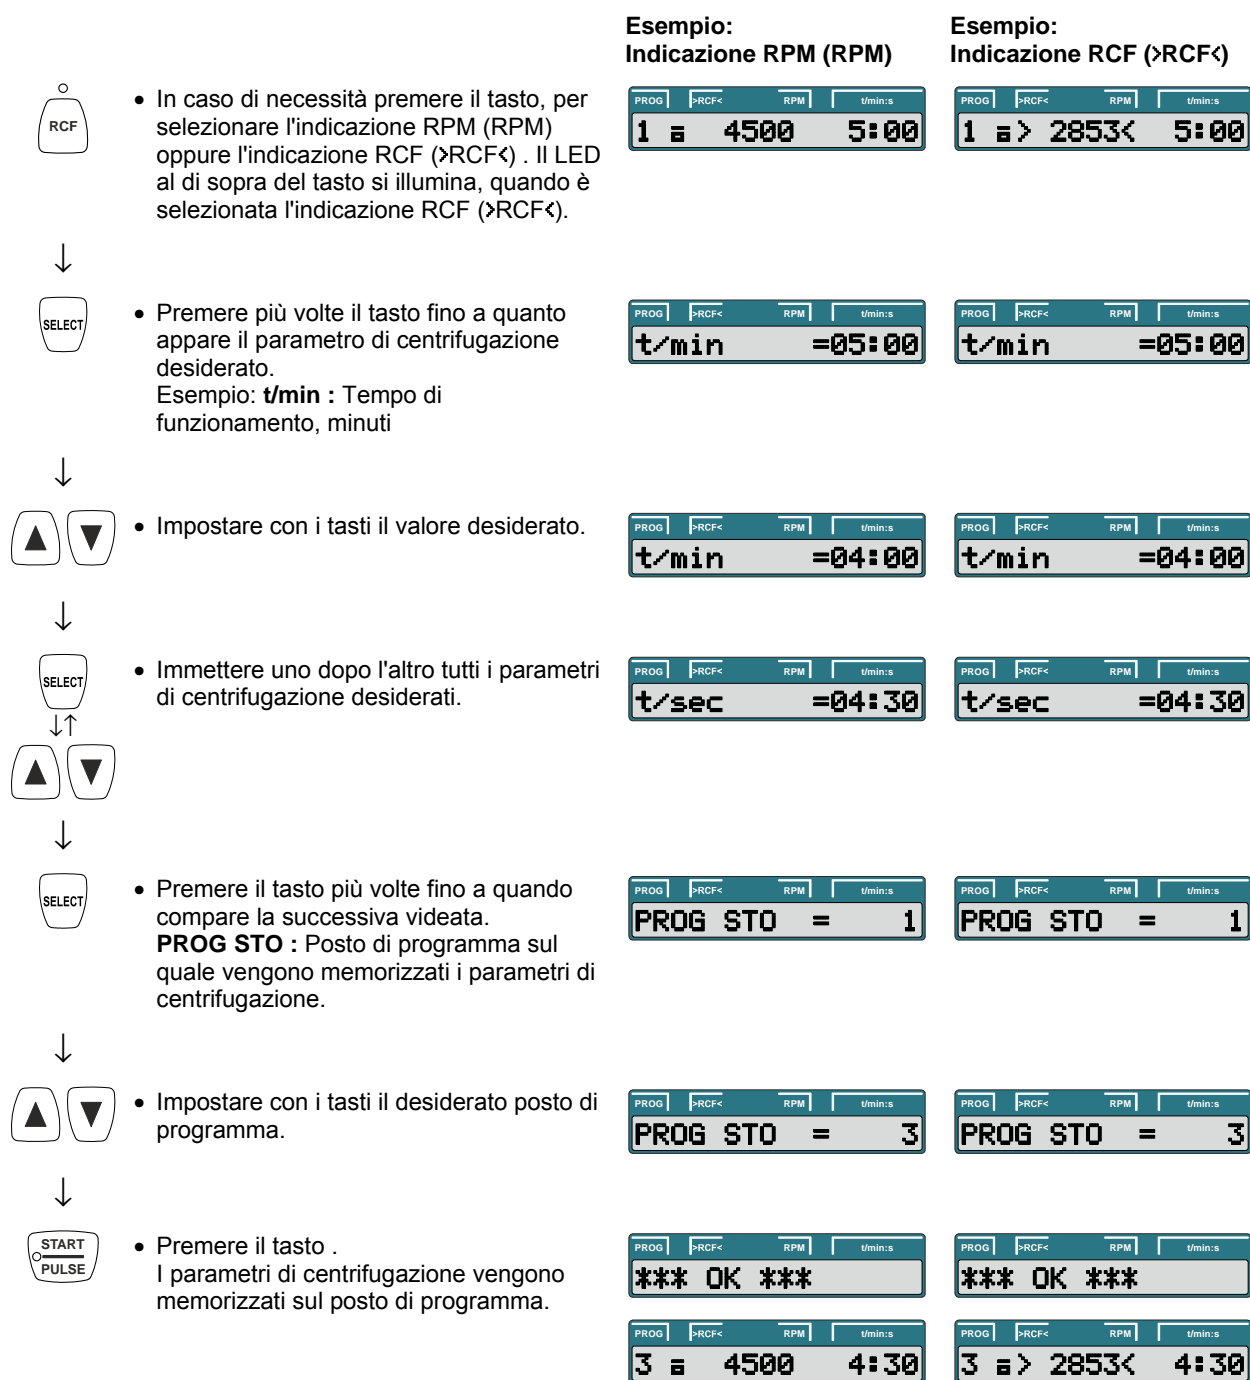 Esempio:
Indicazione RPM (RPM)
Esempio:
Indicazione RCF (>RCF<)
RCF
• In caso di necessità premere il tasto, per
selezionare l'indicazione RPM (RPM)
oppure l'indicazione RCF (>RCF<) . Il LED
al di sopra del tasto si illumina, quando è
selezionata l'indicazione RCF (>RCF<).
PROG >RCF< RPM t/min:s
1 4500 5:00
PROG >RCF< RPM t/min:s
1 > 2853< 5:00
↓
SELECT
• Premere più volte il tasto fino a quanto
appare il parametro di centrifugazione
desiderato.
Esempio: t/min : Tempo di
funzionamento, minuti
PROG >RCF< RPM t/min:s
t/min =05:00
PROG >RCF< RPM t/min:s
t/min =05:00
↓
▲ ▼
• Impostare con i tasti il valore desiderato.
PROG >RCF< RPM t/min:s
t/min =04:00
PROG >RCF< RPM t/min:s
t/min =04:00
↓
SELECT
↓↑
▲ ▼
• Immettere uno dopo l'altro tutti i parametri
di centrifugazione desiderati.
PROG >RCF< RPM t/min:s
t/sec =04:30
PROG >RCF< RPM t/min:s
t/sec =04:30
↓
SELECT
• Premere il tasto più volte fino a quando
compare la successiva videata.
PROG STO : Posto di programma sul
quale vengono memorizzati i parametri di
centrifugazione.
PROG >RCF< RPM t/min:s
PROG STO = 1
PROG >RCF< RPM t/min:s
PROG STO = 1
↓
▲ ▼
• Impostare con i tasti il desiderato posto di
programma.
PROG >RCF< RPM t/min:s
PROG STO = 3
PROG >RCF< RPM t/min:s
PROG STO = 3
↓
START
PULSE
• Premere il tasto .
I parametri di centrifugazione vengono
memorizzati sul posto di programma.
PROG >RCF< RPM t/min:s
*** OK ***
PROG >RCF< RPM t/min:s
*** OK ***
PROG >RCF< RPM t/min:s
3 4500 4:30
PROG >RCF< RPM t/min:s
3 > 2853< 4:30